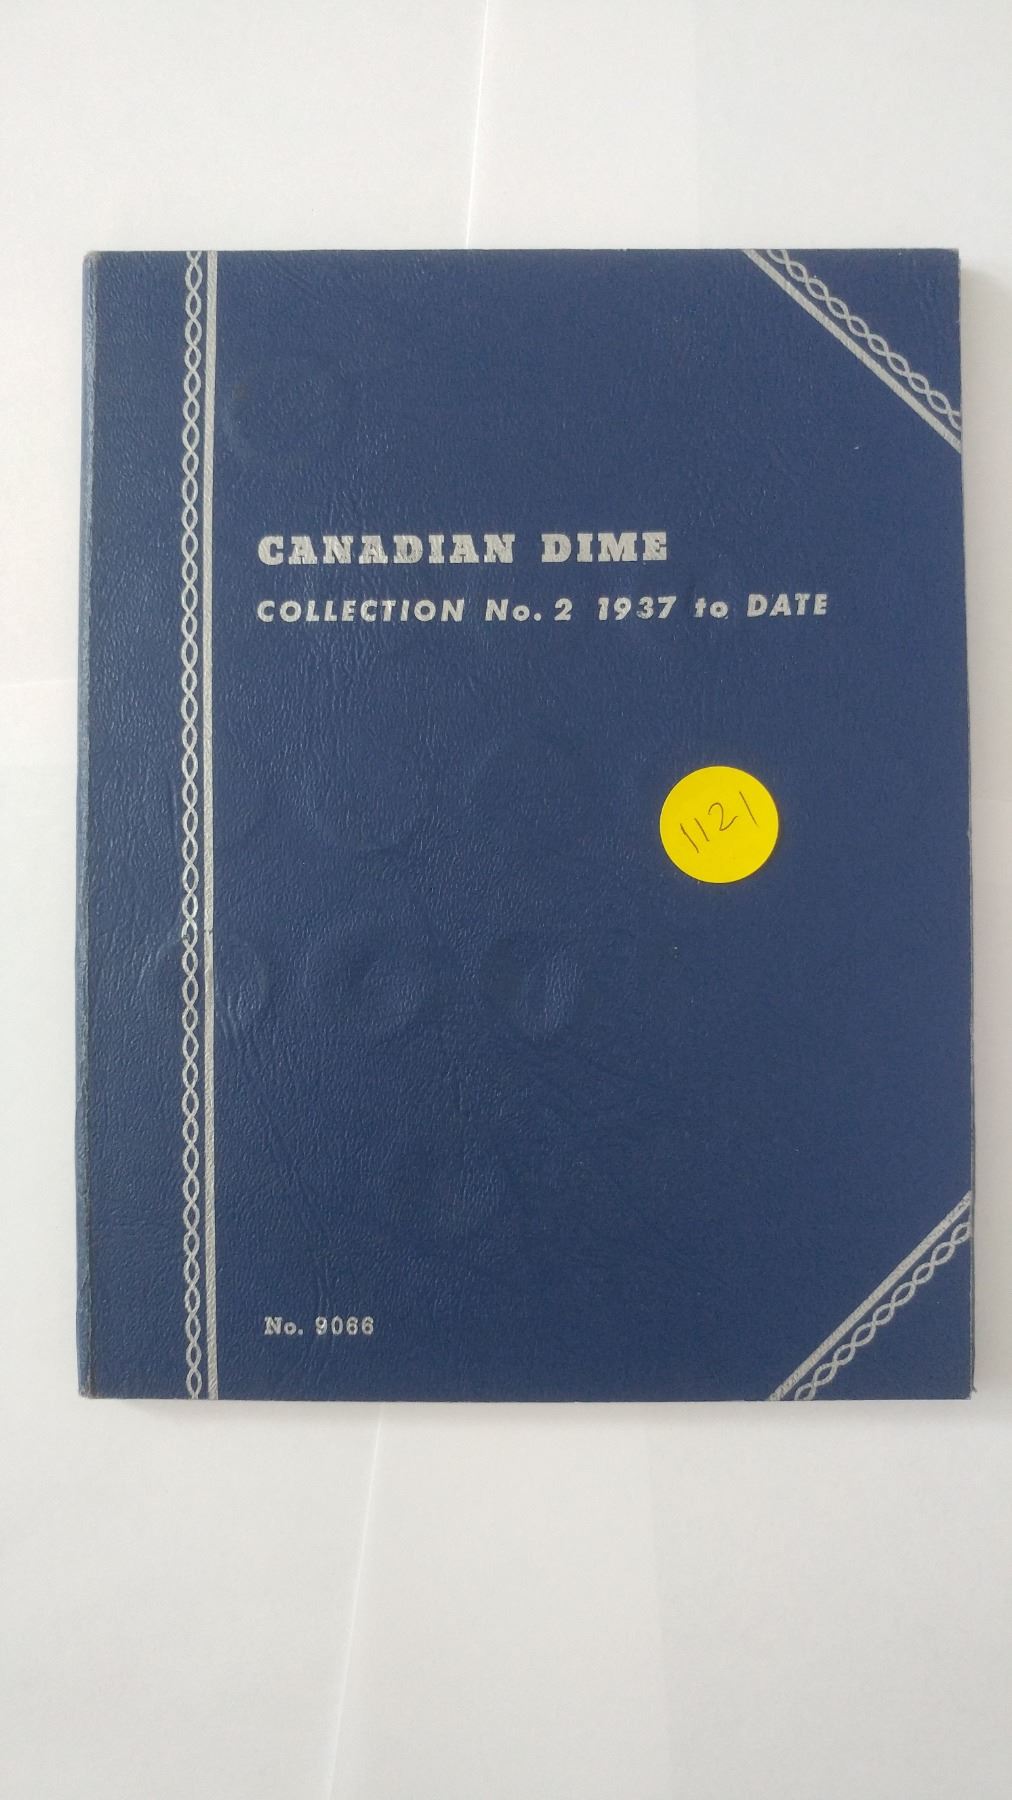 CANADIAN DIME
COLLECTION No. 2 1937 to DATE
1121
No. 9066